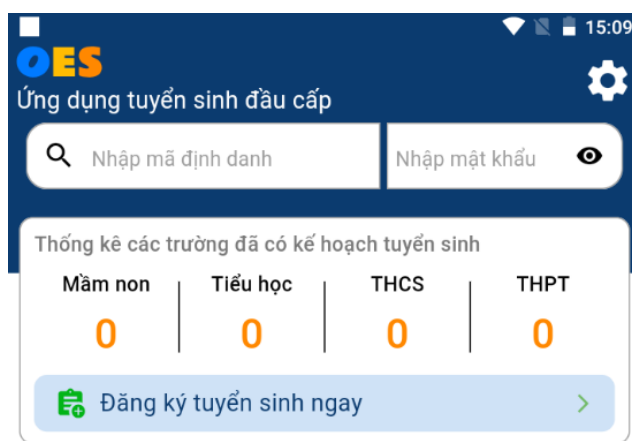 15:09
OES
Ứng dụng tuyển sinh đầu cấp
Nhập mã định danh
Nhập mật khẩu
Thống kê các trường đã có kế hoạch tuyển sinh
Mầm non Tiểu học THCS THPT
0 0 0 0
Đăng ký tuyển sinh ngay